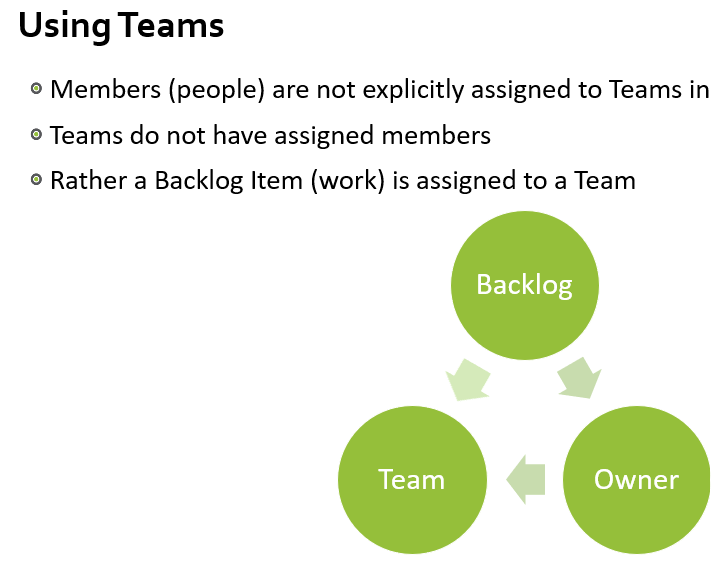 Using Teams
Members (people) are not explicitly assigned to Teams in
Teams do not have assigned members
Rather a Backlog Item (work) is assigned to a Team
Backlog
Team
Owner